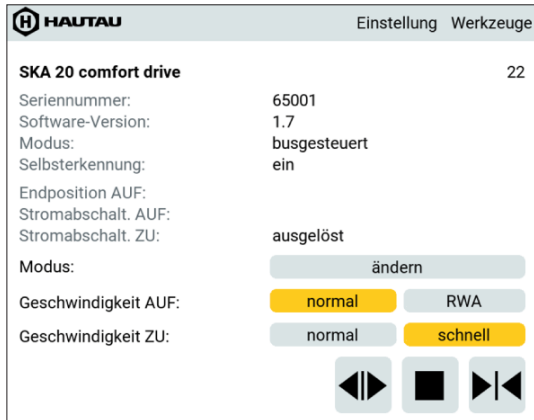 H HAUTAU Einstellung Werkzeuge
SKA 20 comfort drive 22
Seriennummer: 65001
Software-Version: 1.7
Modus: busgesteuert
Selbsterkennung: ein
Endposition AUF:
Stromabschalt. AUF:
Stromabschalt. ZU: ausgelöst
Modus: ändern
Geschwindigkeit AUF: normal RWA
Geschwindigkeit ZU: normal schnell